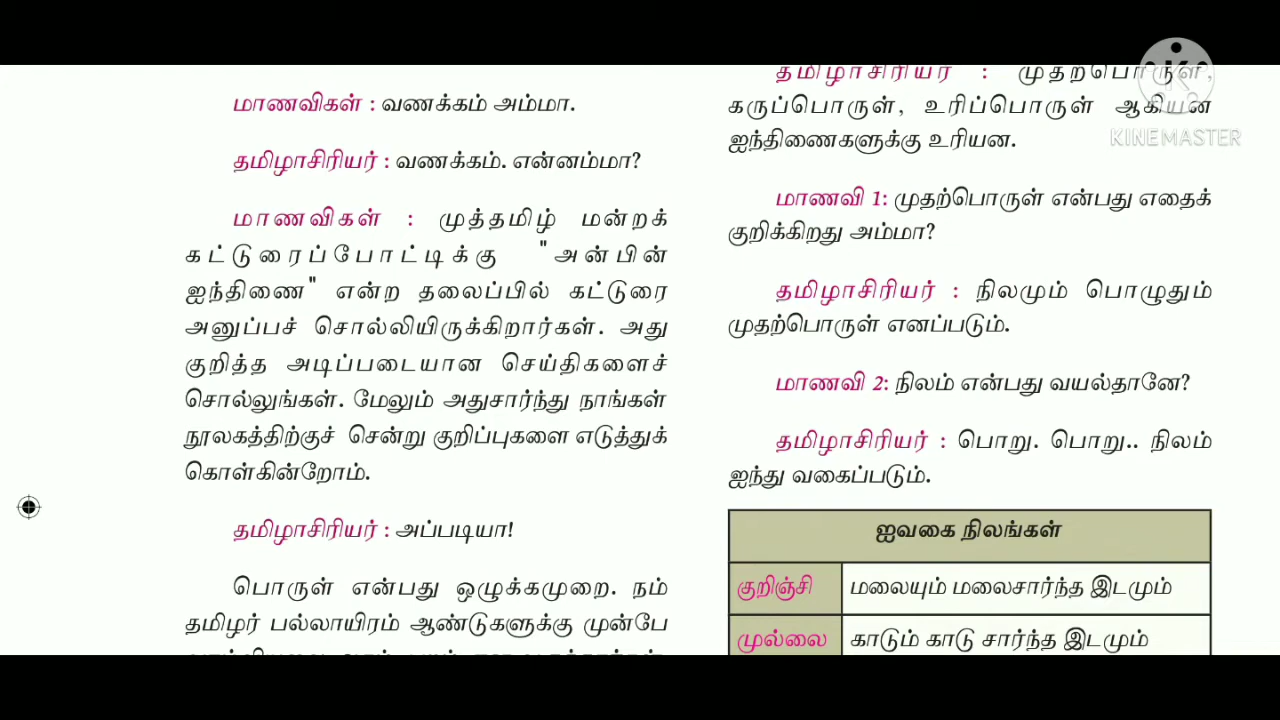 மாணவிகள் : வணக்கம் அம்மா.
தமிழாசிரியர் : வணக்கம். என்னம்மா?
மாணவிகள் : முத்தமிழ் மன்றக்
கட்டுரைப்போட்டிக்கு "அன்பின்
ஐந்திணை" என்ற தலைப்பில் கட்டுரை
அனுப்பச் சொல்லியிருக்கிறார்கள். அது
குறித்த அடிப்படையான செய்திகளைச்
சொல்லுங்கள். மேலும் அதுசார்ந்து நாங்கள்
நூலகத்திற்குச் சென்று குறிப்புகளை எடுத்துக்
கொள்கின்றோம்.
தமிழாசிரியர் : அப்படியா!
பொருள் என்பது ஒழுக்கமுறை. நம்
தமிழர் பல்லாயிரம் ஆண்டுகளுக்கு முன்பே
தமிழாசிரியர் : முதற்பொருள்,
கருப்பொருள், உரிப்பொருள் ஆகியன
ஐந்திணைகளுக்கு உரியன.
மாணவி 1: முதற்பொருள் என்பது எதைக்
குறிக்கிறது அம்மா?
தமிழாசிரியர் : நிலமும் பொழுதும்
முதற்பொருள் எனப்படும்.
மாணவி 2: நிலம் என்பது வயல்தானே?
தமிழாசிரியர் : பொறு. பொறு.. நிலம்
ஐந்து வகைப்படும்.
ஐவகை நிலங்கள்
குறிஞ்சி மலையும் மலைசார்ந்த இடமும்
முல்லை காடும் காடு சார்ந்த இடமும்
KINEMASTER